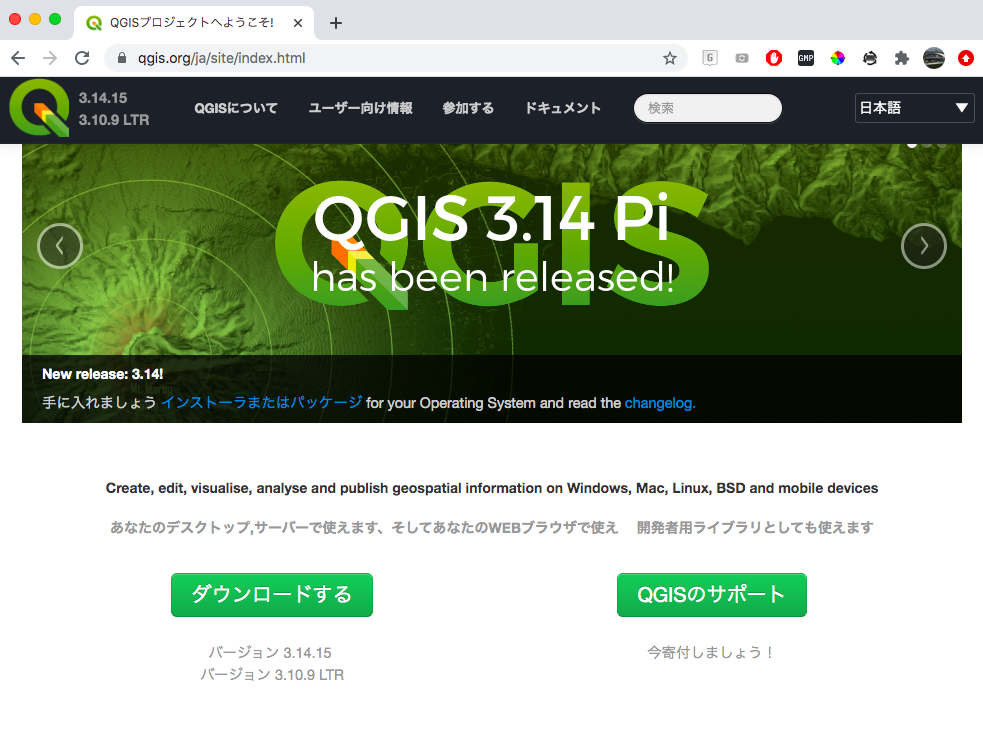 QGISプロジェクトへようこそ!
qgis.org/ja/site/index.html
G
GMP
3.14.15
3.10.9 LTR
QGISについて
ユーザー向け情報
参加する
ドキュメント
検索
日本語
QGIS
QGIS 3.14 Pi
has been released!
New release: 3.14!
手に入れましょう インストーラまたはパッケージ for your Operating System and read the changelog.
Create, edit, visualise, analyse and publish geospatial information on Windows, Mac, Linux, BSD and mobile devices
あなたのデスクトップ,サーバーで使えます、そしてあなたのWEBブラウザで使え 開発者用ライブラリとしても使えます
ダウンロードする
QGISのサポート
バージョン 3.14.15
今寄付しましょう！
バージョン 3.10.9 LTR